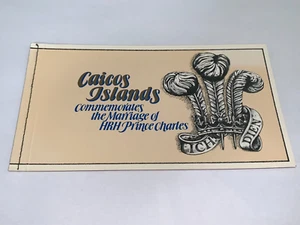 Caicos
Islands
Commemorates
the Marriage of
HRH Prince Charles
ICH
DIEN